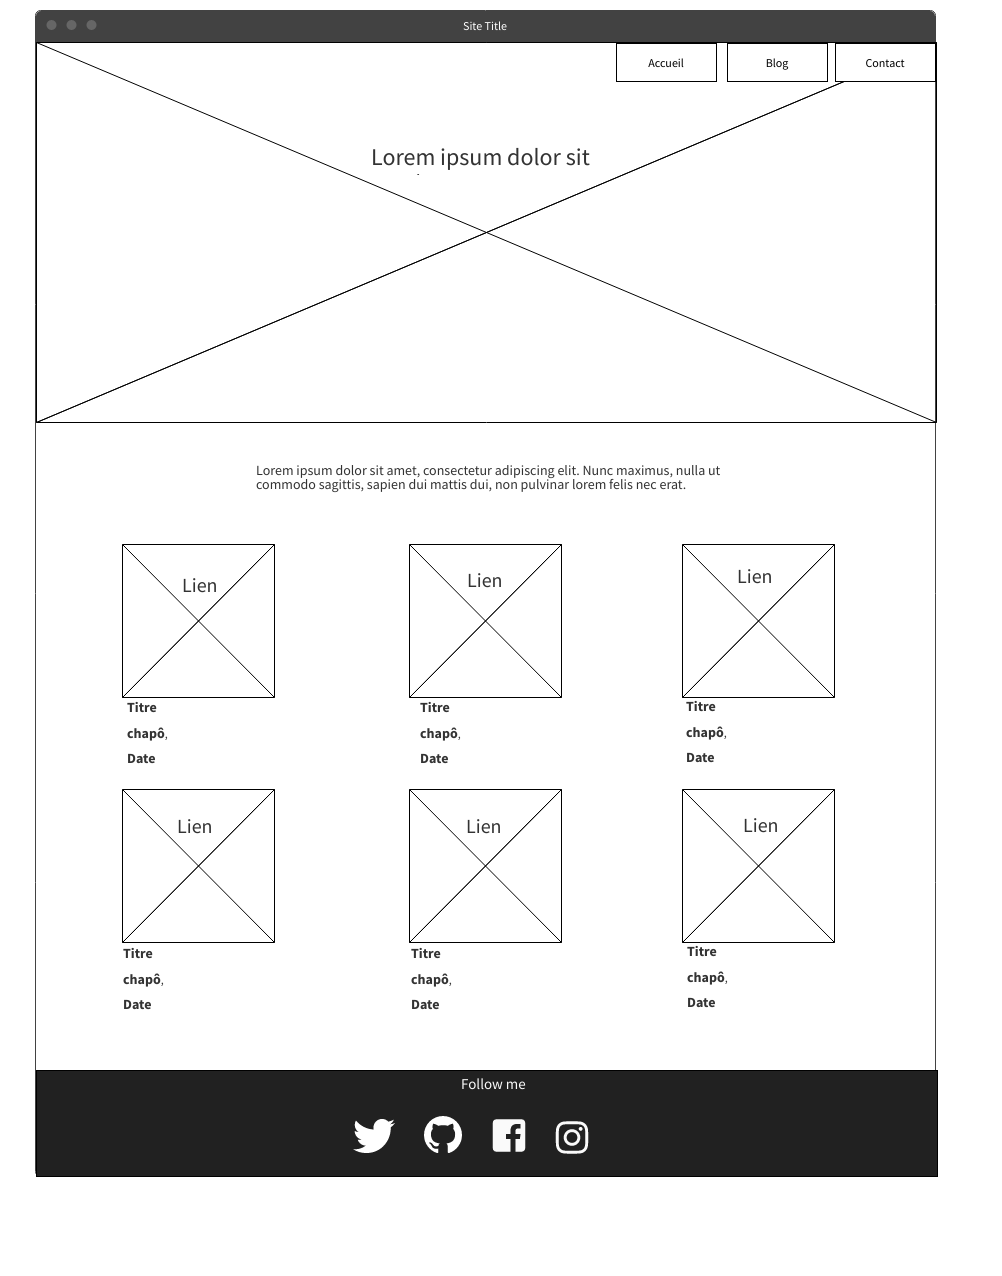 Site Title
Accueil
Blog
Contact
Lorem ipsum dolor sit
Lorem ipsum dolor sit amet, consectetur adipiscing elit. Nunc maximus, nulla ut
commodo sagittis, sapien dui mattis dui, non pulvinar lorem felis nec erat.
Lien
Lien
Lien
Titre
chapô,
Date
Titre
chapô,
Date
Titre
chapô,
Date
Lien
Lien
Lien
Titre
chapô,
Date
Titre
chapô,
Date
Titre
chapô,
Date
Follow me